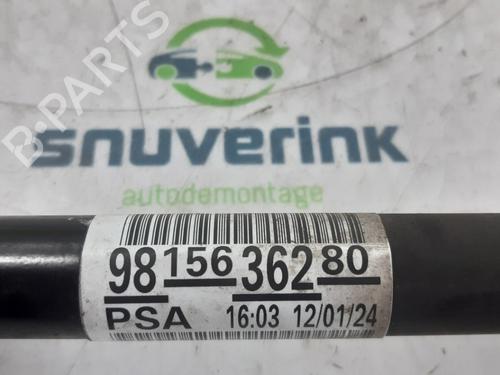 B-PARTS
snuverink
autodemontage
98 156 362 80
PSA 16:03 12/01/24